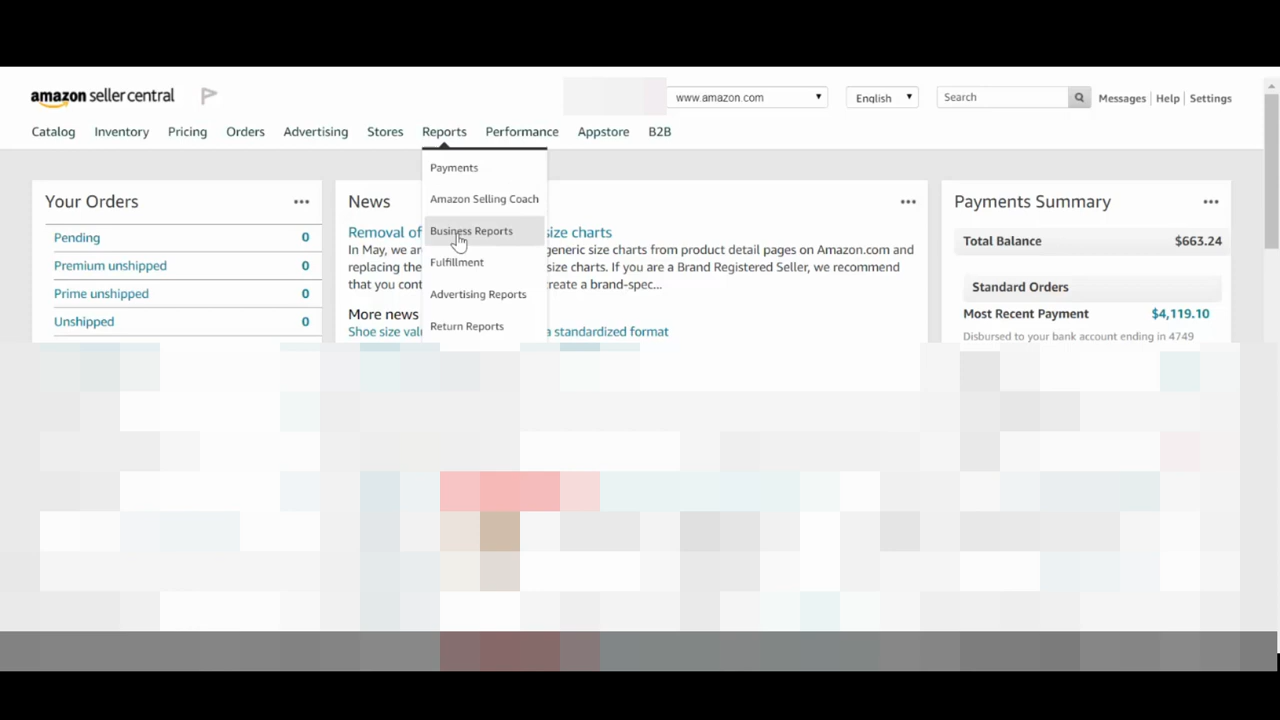 amazon seller central
www.amazon.com
English
Search
Messages | Help | Settings
Catalog Inventory Pricing Orders Advertising Stores Reports Performance Appstore B2B
Payments
Amazon Selling Coach
Business Reports
Fulfillment
Advertising Reports
Return Reports
Your Orders
Pending 0
Premium unshipped 0
Prime unshipped 0
Unshipped 0
News
Removal of size charts
In May, we ar generic size charts from product detail pages on Amazon.com and
replacing the size charts. If you are a Brand Registered Seller, we recommend
that you cont create a brand-spec...
More news
Shoe size valu a standardized format
Payments Summary
Total Balance $663.24
Standard Orders
Most Recent Payment $4,119.10
Disbursed to your bank account ending in 4749